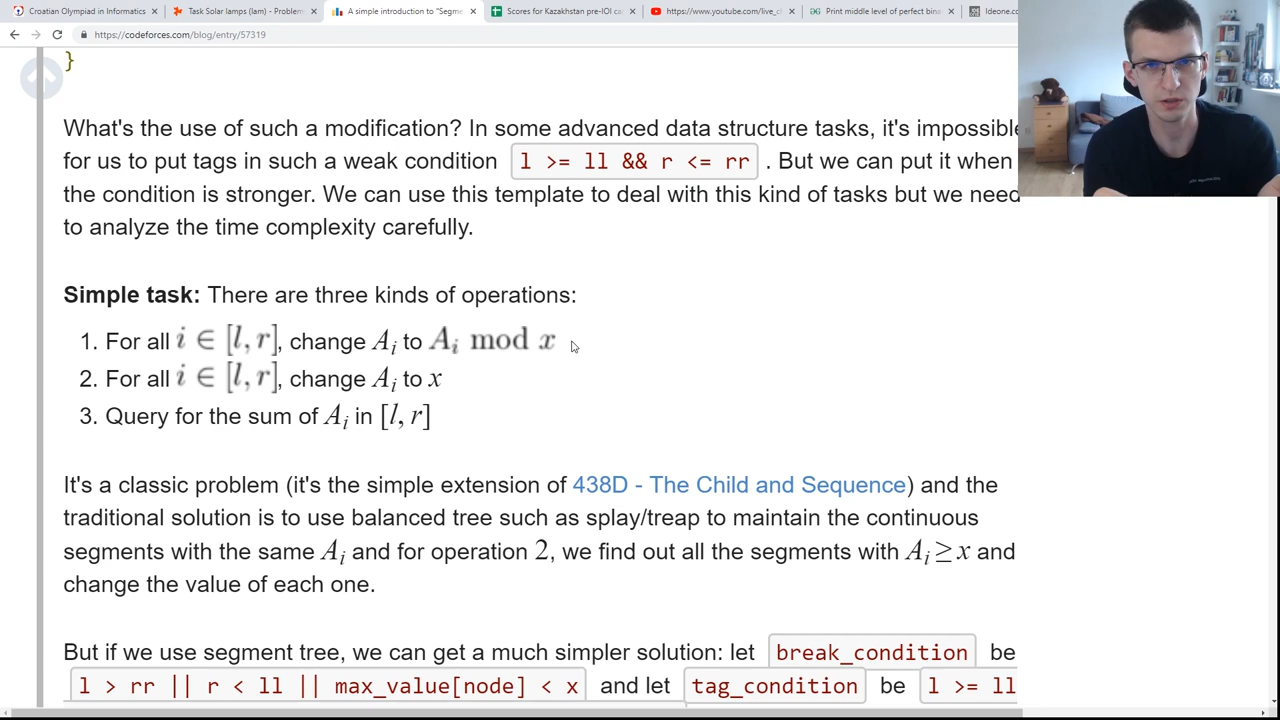 Croatian Olympiad in Informatics
Task Solar lamps (lam) - Problem
A simple introduction to "Segme
Scores for Kazakhstan pre-IOI ca
https://www.youtube.com/live_c
Print middle level of perfect bina
Ideone.co
https://codeforces.com/blog/entry/57319
}
What's the use of such a modification? In some advanced data structure tasks, it's impossible
for us to put tags in such a weak condition l >= ll && r <= rr . But we can put it when
the condition is stronger. We can use this template to deal with this kind of tasks but we need
to analyze the time complexity carefully.
Simple task: There are three kinds of operations:
1. For all i ∈ [l, r], change A_i to A_i mod x
2. For all i ∈ [l, r], change A_i to x
3. Query for the sum of A_i in [l, r]
It's a classic problem (it's the simple extension of 438D - The Child and Sequence) and the
traditional solution is to use balanced tree such as splay/treap to maintain the continuous
segments with the same A_i and for operation 2, we find out all the segments with A_i ≥ x and
change the value of each one.
But if we use segment tree, we can get a much simpler solution: let break_condition be
l > rr || r < ll || max_value[node] < x and let tag_condition be l >= ll